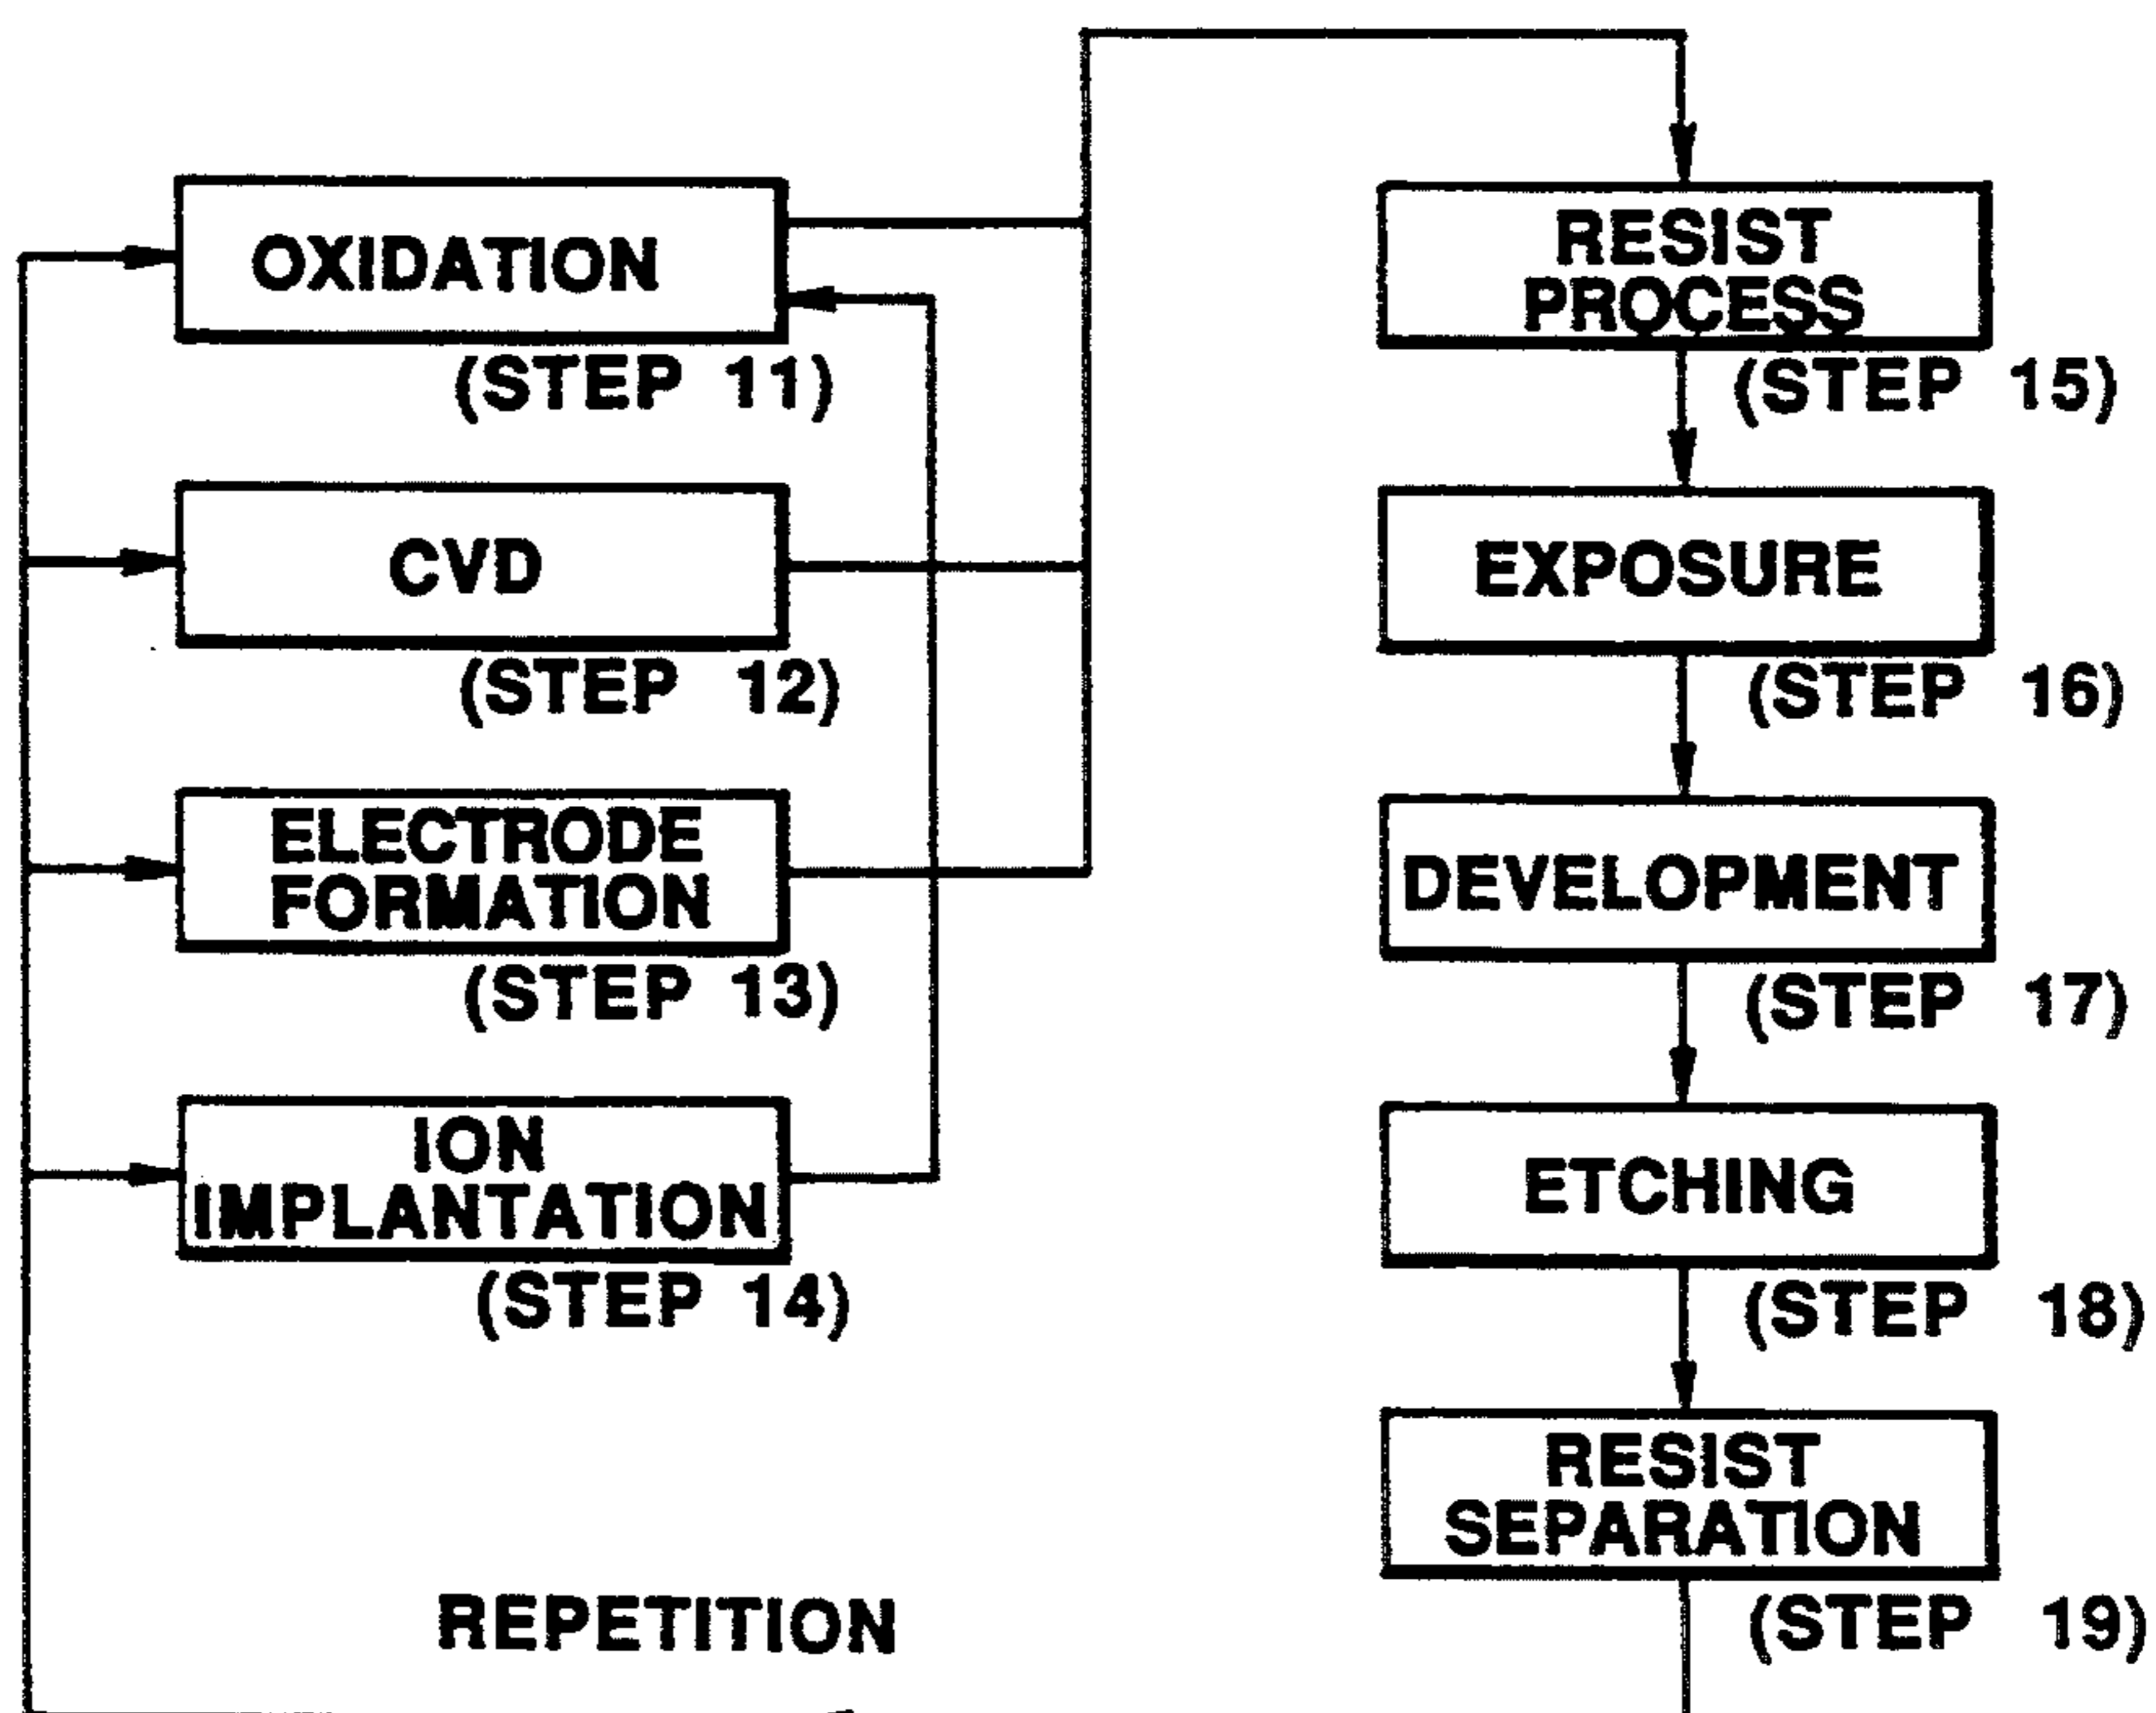 OXIDATION
(STEP 11)
CVD
(STEP 12)
ELECTRODE
FORMATION
(STEP 13)
ION
IMPLANTATION
(STEP 14)
REPETITION
RESIST
PROCESS
(STEP 15)
EXPOSURE
(STEP 16)
DEVELOPMENT
(STEP 17)
ETCHING
(STEP 18)
RESIST
SEPARATION
(STEP 19)